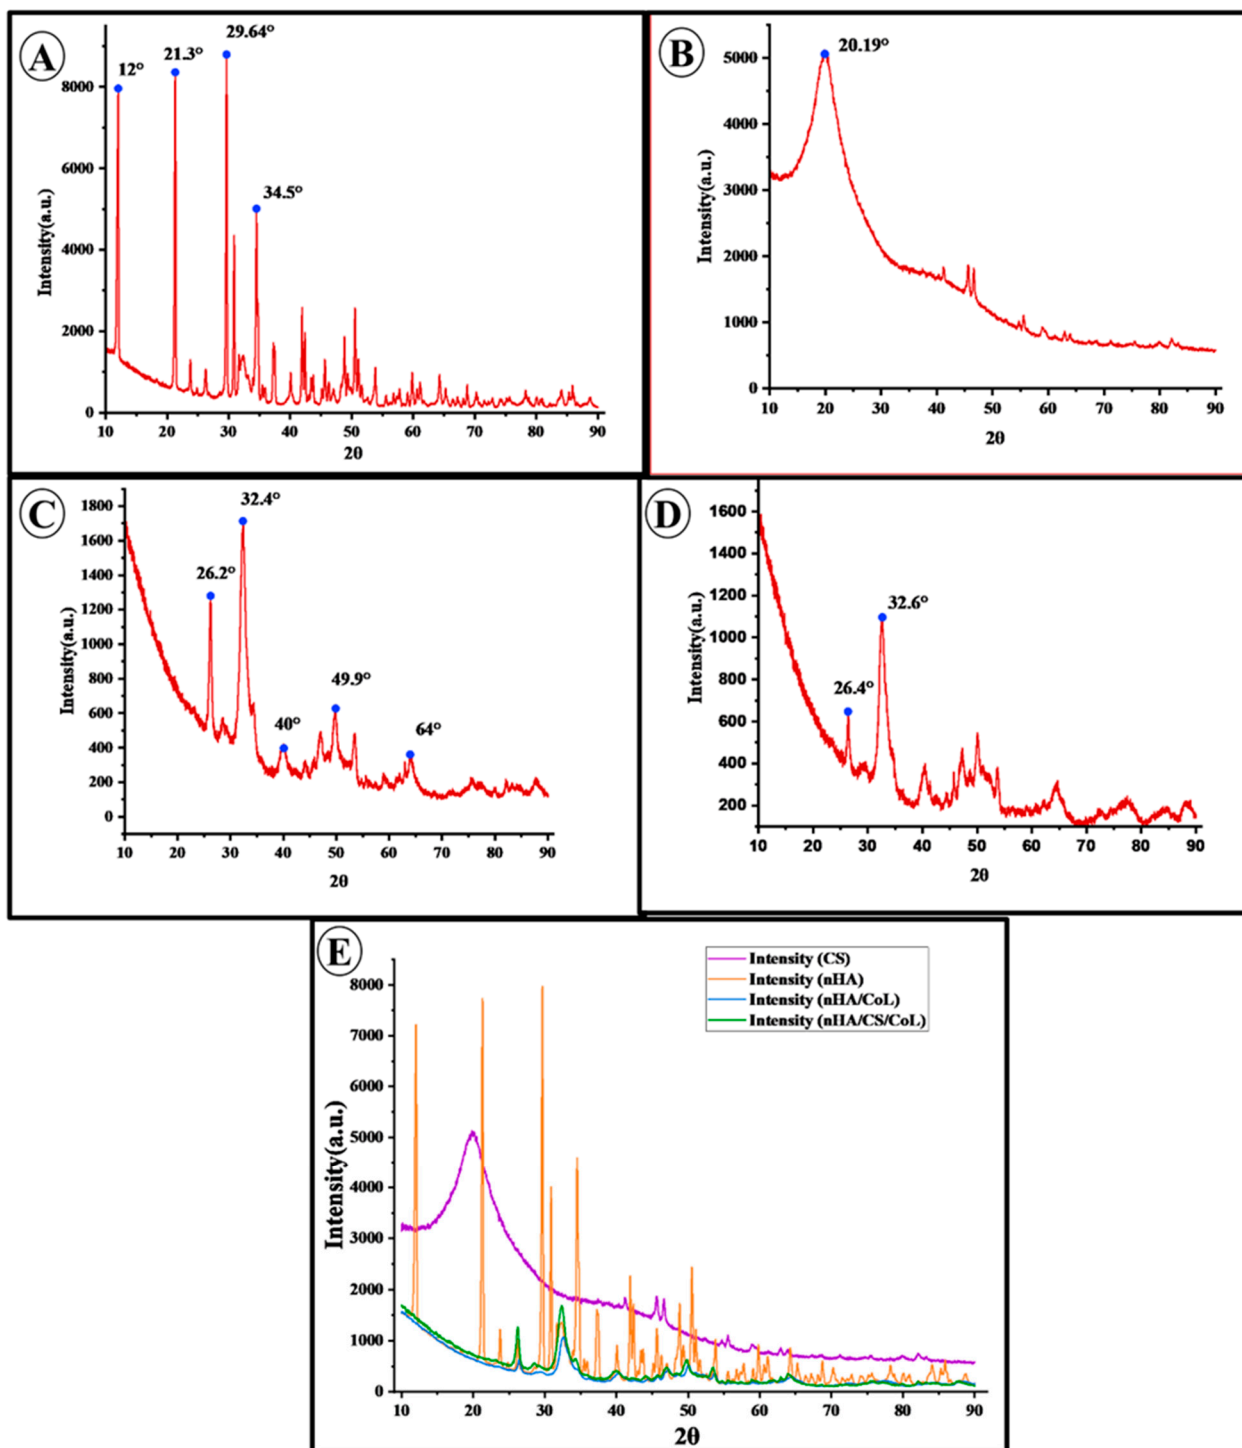 A
29.64°
21.3°
12°
34.5°
8000
6000
4000
2000
0
Intensity(a.u.)
10 20 30 40 50 60 70 80 90
2θ
B
20.19°
5000
4000
3000
2000
1000
0
Intensity(a.u.)
10 20 30 40 50 60 70 80 90
2θ
C
32.4°
26.2°
49.9°
40°
64°
1800
1600
1400
1200
1000
800
600
400
200
0
Intensity(a.u.)
10 20 30 40 50 60 70 80 90
2θ
D
32.6°
26.4°
1600
1400
1200
1000
800
600
400
200
Intensity(a.u.)
10 20 30 40 50 60 70 80 90
2θ
E
Intensity (CS)
Intensity (nHA)
Intensity (nHA/CoL)
Intensity (nHA/CS/CoL)
8000
7000
6000
5000
4000
3000
2000
1000
0
Intensity(a.u.)
10 20 30 40 50 60 70 80 90
2θ